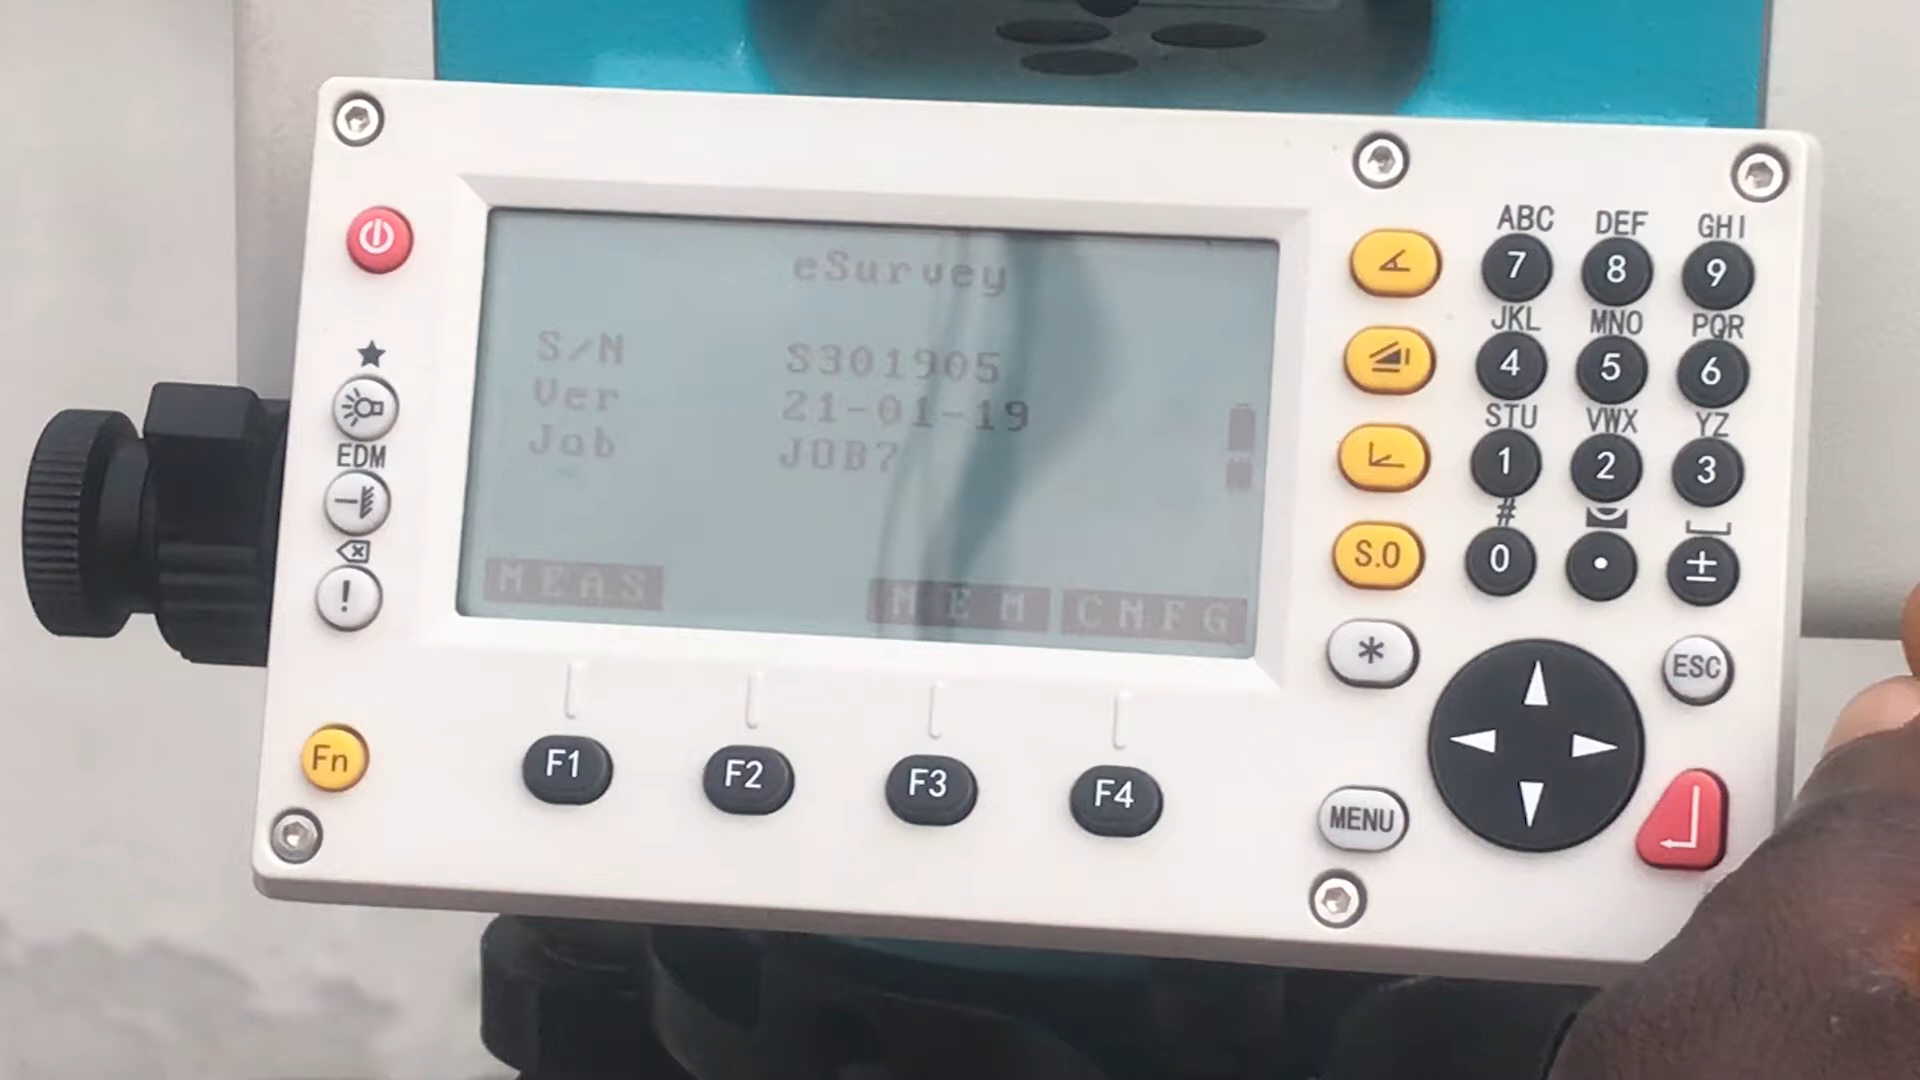 eSurvey
S/N S301905
Ver 21-01-19
Job JOB7
MEAS MEM CNFG
EDM
!
Fn
F1 F2 F3 F4
ABC DEF GHI
7 8 9
JKL MNO PQR
4 5 6
STU VWX YZ
1 2 3
#
S.O 0 . ±
* ESC
MENU